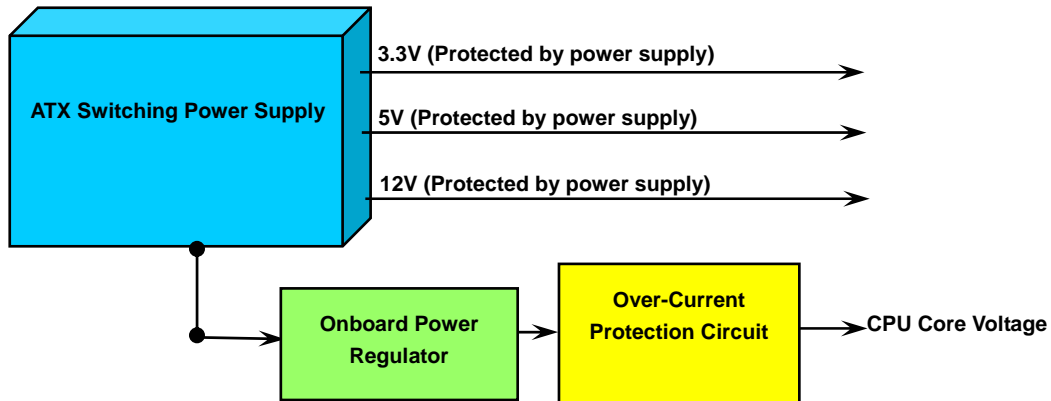 3.3V (Protected by power supply)
ATX Switching Power Supply
5V (Protected by power supply)
12V (Protected by power supply)
Onboard Power
Regulator
Over-Current
Protection Circuit
CPU Core Voltage